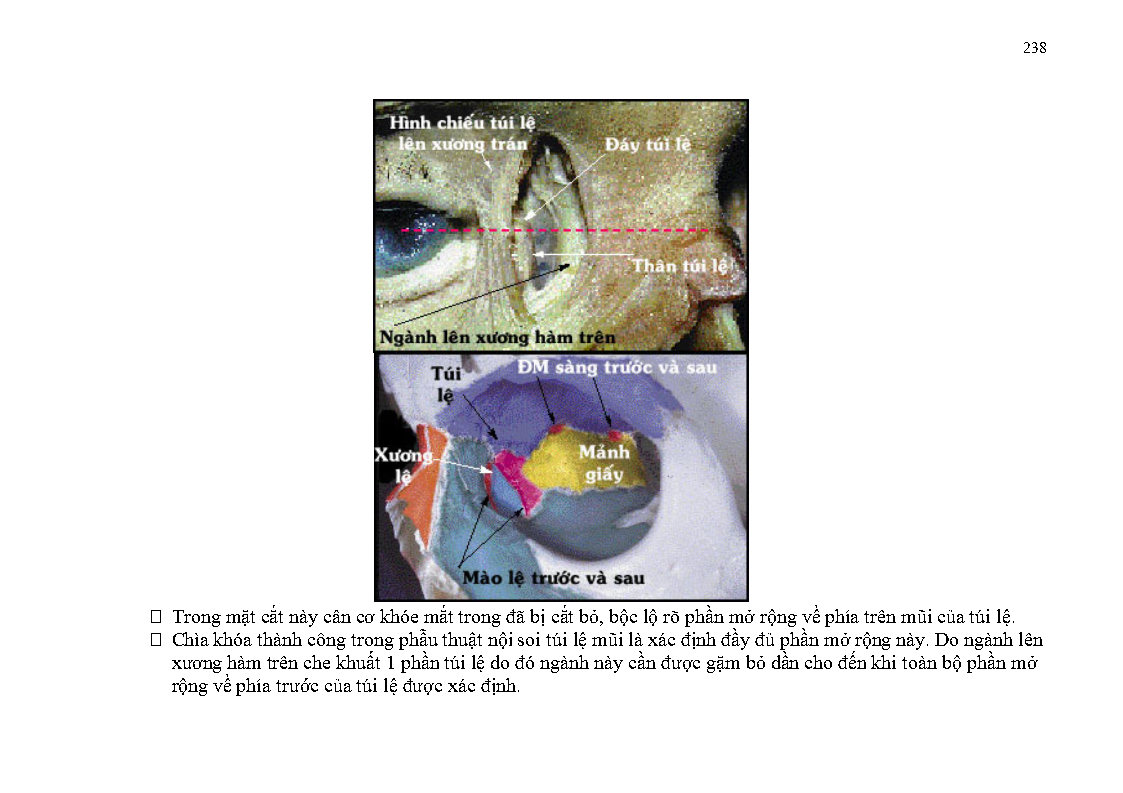 238
Hình chiếu túi lệ
lên xương trán
Đáy túi lệ
Thân túi lệ
Ngành lên xương hàm trên
Túi
lệ
ĐM sàng trước và sau
Xương
lệ
Mảnh
giấy
Mào lệ trước và sau
Trong mặt cắt này cân cơ khóe mắt trong đã bị cắt bỏ, bộc lộ rõ phần mở rộng về phía trên mũi của túi lệ.
Chìa khóa thành công trong phẫu thuật nội soi túi lệ mũi là xác định đầy đủ phần mở rộng này. Do ngành lên
xương hàm trên che khuất 1 phần túi lệ do đó ngành này cần được gặm bỏ dần cho đến khi toàn bộ phần mở
rộng về phía trước của túi lệ được xác định.